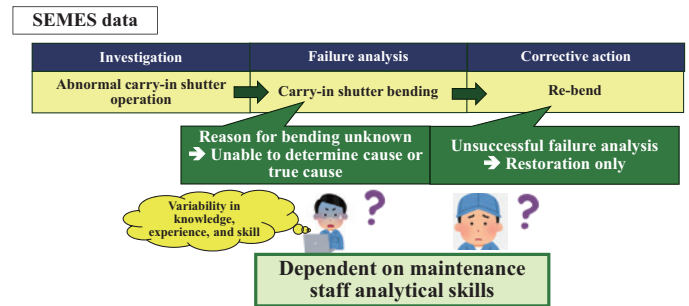 SEMES data
Investigation
Failure analysis
Corrective action
Abnormal carry-in shutter
operation
Carry-in shutter bending
Re-bend
Reason for bending unknown
➔ Unable to determine cause or
true cause
Unsuccessful failure analysis
➔ Restoration only
Variability in
knowledge,
experience, and skill
?
?
Dependent on maintenance
staff analytical skills